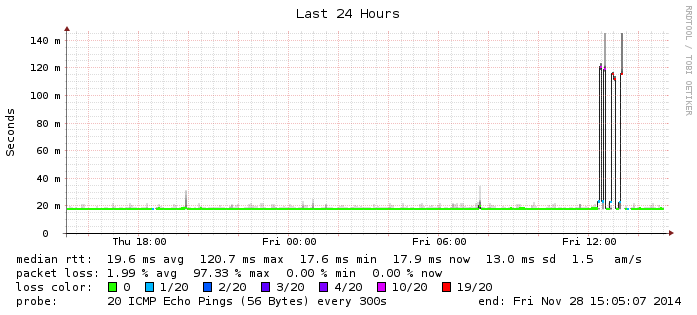 Last 24 Hours
RRDTOOL / TOBI OETIKER
Seconds
140 m
120 m
100 m
80 m
60 m
40 m
20 m
0
Thu 18:00 Fri 00:00 Fri 06:00 Fri 12:00
median rtt: 19.6 ms avg 120.7 ms max 17.6 ms min 17.9 ms now 13.0 ms sd 1.5 am/s
packet loss: 1.99 % avg 97.33 % max 0.00 % min 0.00 % now
loss color: 0 1/20 2/20 3/20 4/20 10/20 19/20
probe: 20 ICMP Echo Pings (56 Bytes) every 300s end: Fri Nov 28 15:05:07 2014